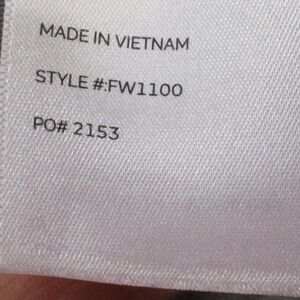 MADE IN VIETNAM
STYLE #:FW1100
PO# 2153